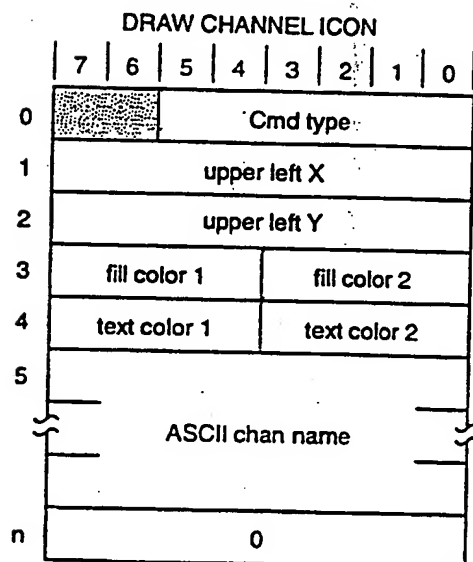 DRAW CHANNEL ICON
7 6 5 4 3 2 1 0
0 Cmd type
1 upper left X
2 upper left Y
3 fill color 1 fill color 2
4 text color 1 text color 2
5
ASCII chan name
n 0